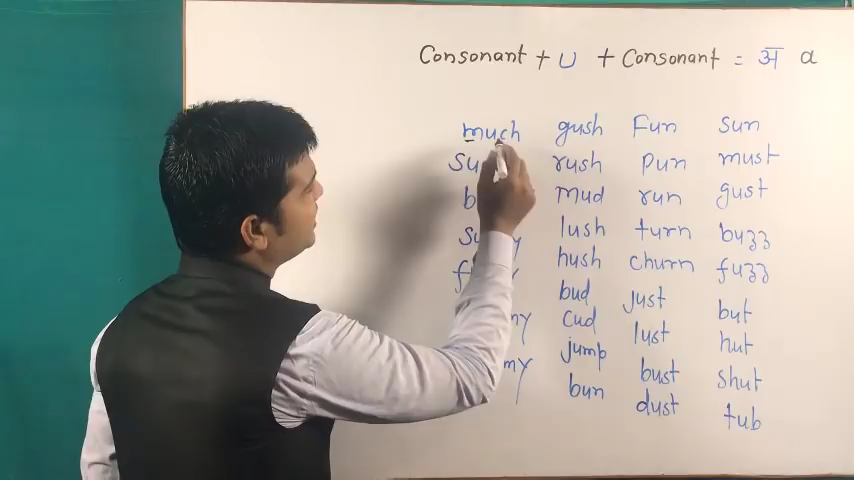 Consonant + U + Consonant = अ a
much gush Fun Sun
rush pun must
mud run gust
lush turn buzz
hush churn fuzz
bud just but
cud lust hut
jump bust shut
bun dust tub